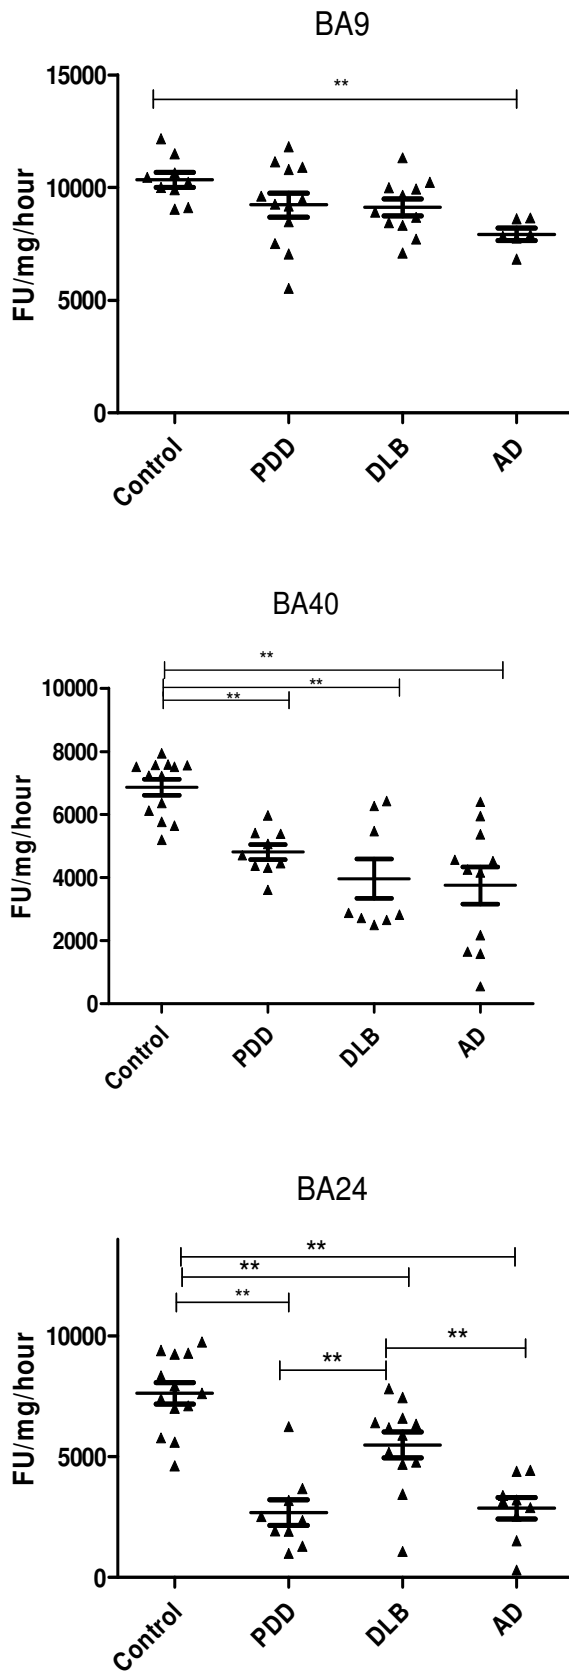 BA9
15000
**
10000
5000
0
FU/mg/hour
Control
PDD
DLB
AD
BA40
**
**
**
10000
8000
6000
4000
2000
0
FU/mg/hour
Control
PDD
DLB
AD
BA24
**
**
**
**
**
10000
5000
0
FU/mg/hour
Control
PDD
DLB
AD